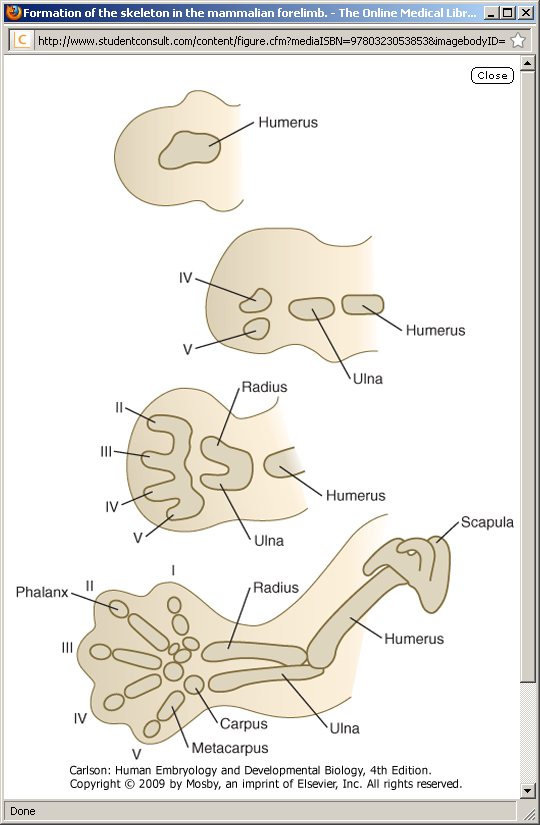 Formation of the skeleton in the mammalian forelimb. - The Online Medical Libr...
C http://www.studentconsult.com/content/figure.cfm?mediaISBN=9780323053853&imagebodyID=
Close
Humerus
IV
V
Humerus
Ulna
Radius
II
III
IV
V
Humerus
Ulna
Scapula
I
II
Phalanx
Radius
Humerus
III
IV
V
Carpus
Ulna
Metacarpus
Carlson: Human Embryology and Developmental Biology, 4th Edition.
Copyright © 2009 by Mosby, an imprint of Elsevier, Inc. All rights reserved.
Done